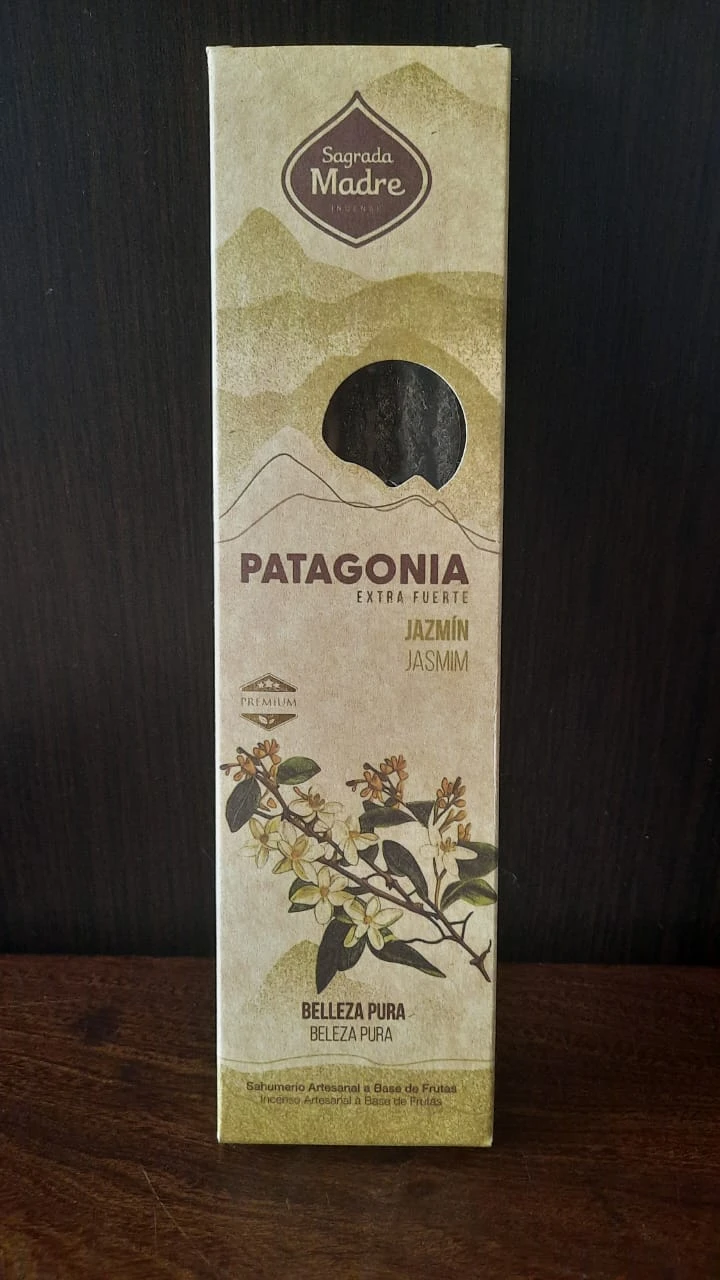 Sagrada
Madre
INCENSE
PATAGONIA
EXTRA FUERTE
JAZMÍN
JASMIM
PREMIUM
BELLEZA PURA
BELEZA PURA
Sahumerio Artesanal a Base de Frutas
Incenso Artesanal à Base de Frutas